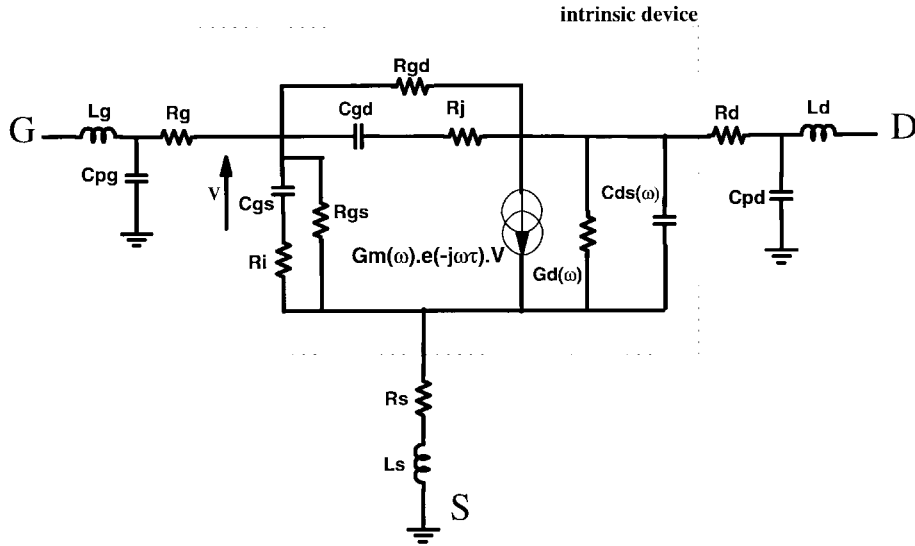 intrinsic device
Rgd
Lg
Rg
Cgd
Rj
Rd
Ld
G
D
Cpg
V
Cgs
Rgs
Cds(ω)
Cpd
Ri
Gm(ω).e(-jωτ).V
Gd(ω)
Rs
Ls
S